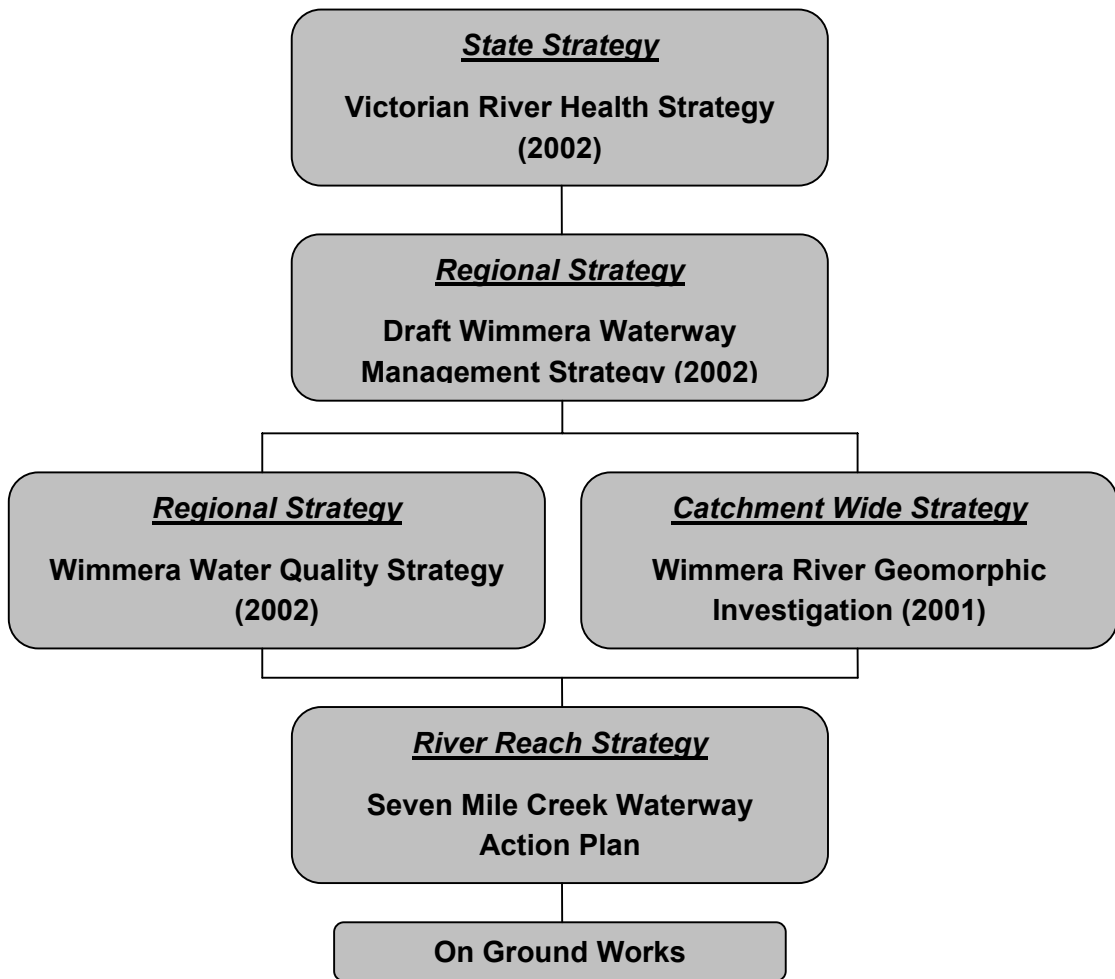 State Strategy
Victorian River Health Strategy
(2002)
Regional Strategy
Draft Wimmera Waterway
Management Strategy (2002)
Regional Strategy
Wimmera Water Quality Strategy
(2002)
Catchment Wide Strategy
Wimmera River Geomorphic
Investigation (2001)
River Reach Strategy
Seven Mile Creek Waterway
Action Plan
On Ground Works